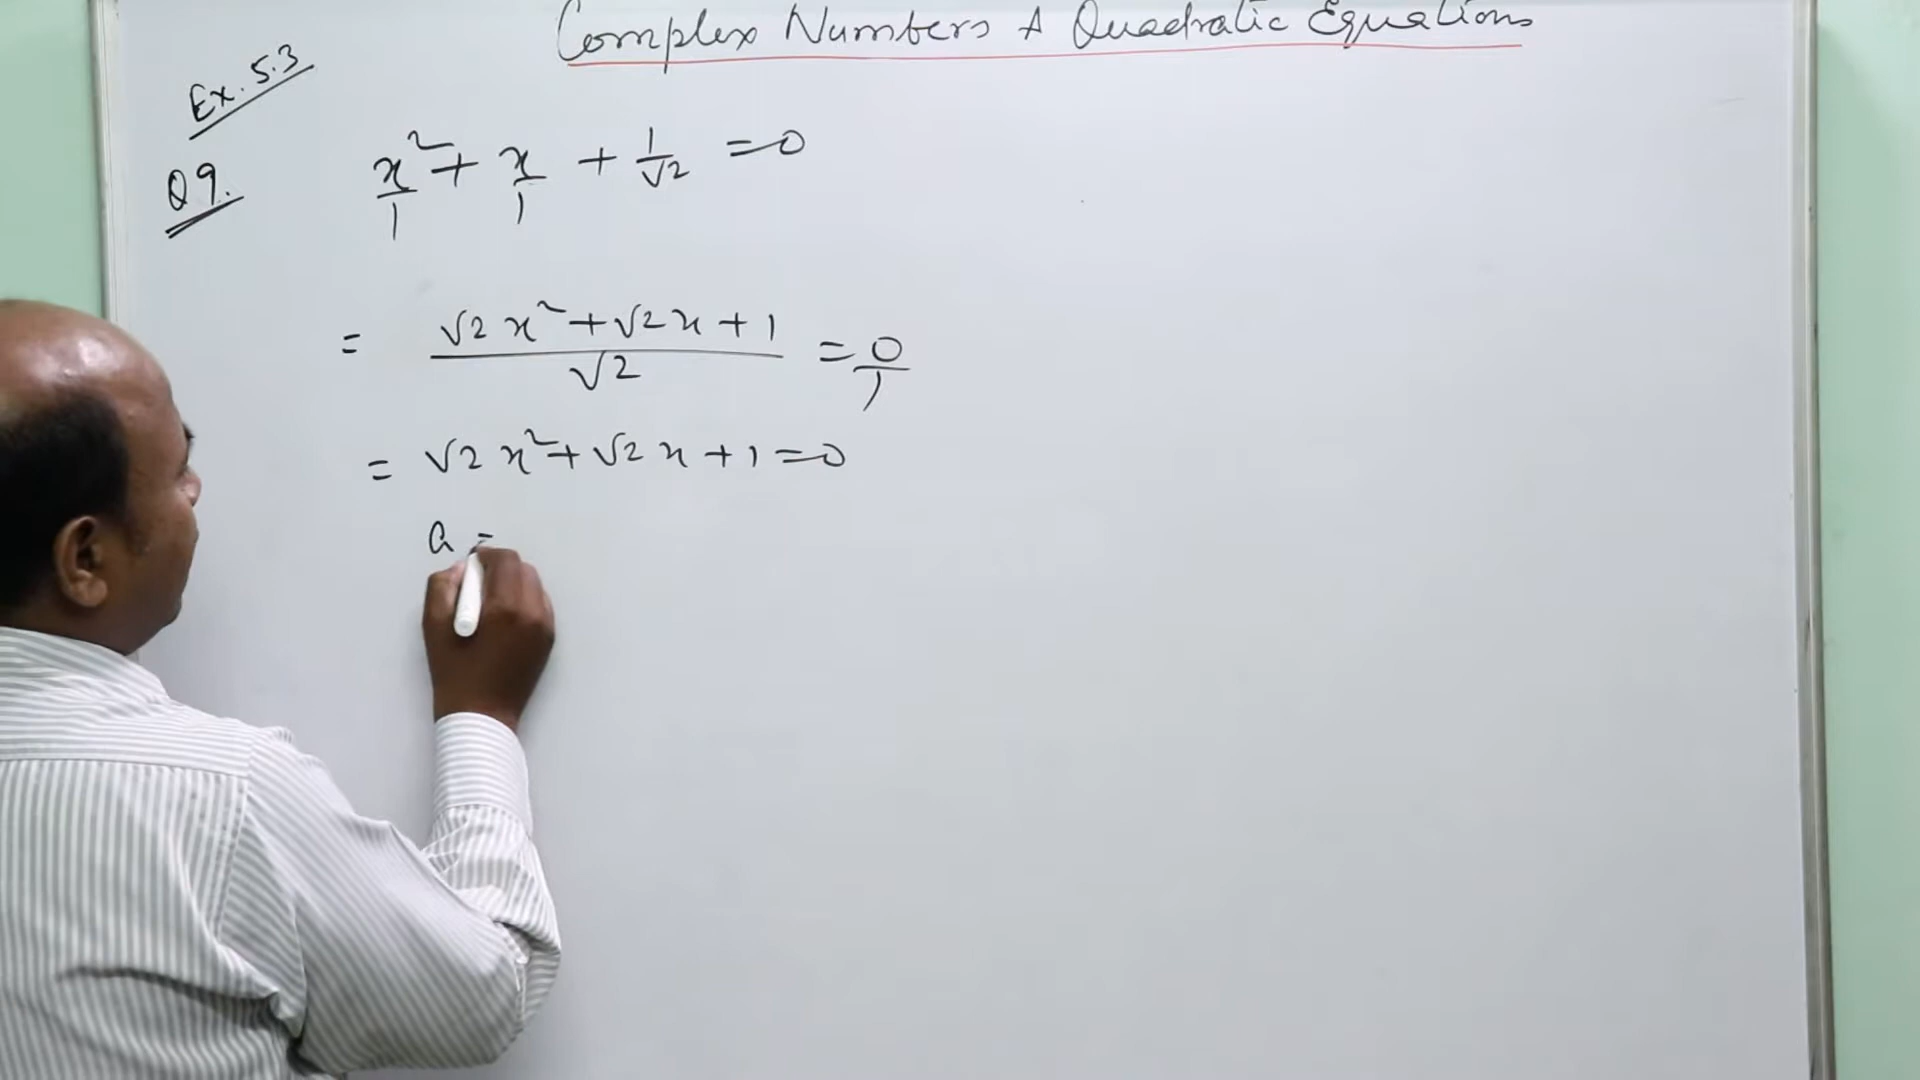 Complex Numbers & Quadratic Equations
Ex. 5.3
Q9. x²/1 + x/1 + 1/√2 = 0
= (√2 x² + √2 x + 1)/√2 = 0/1
= √2 x² + √2 x + 1 = 0
a =